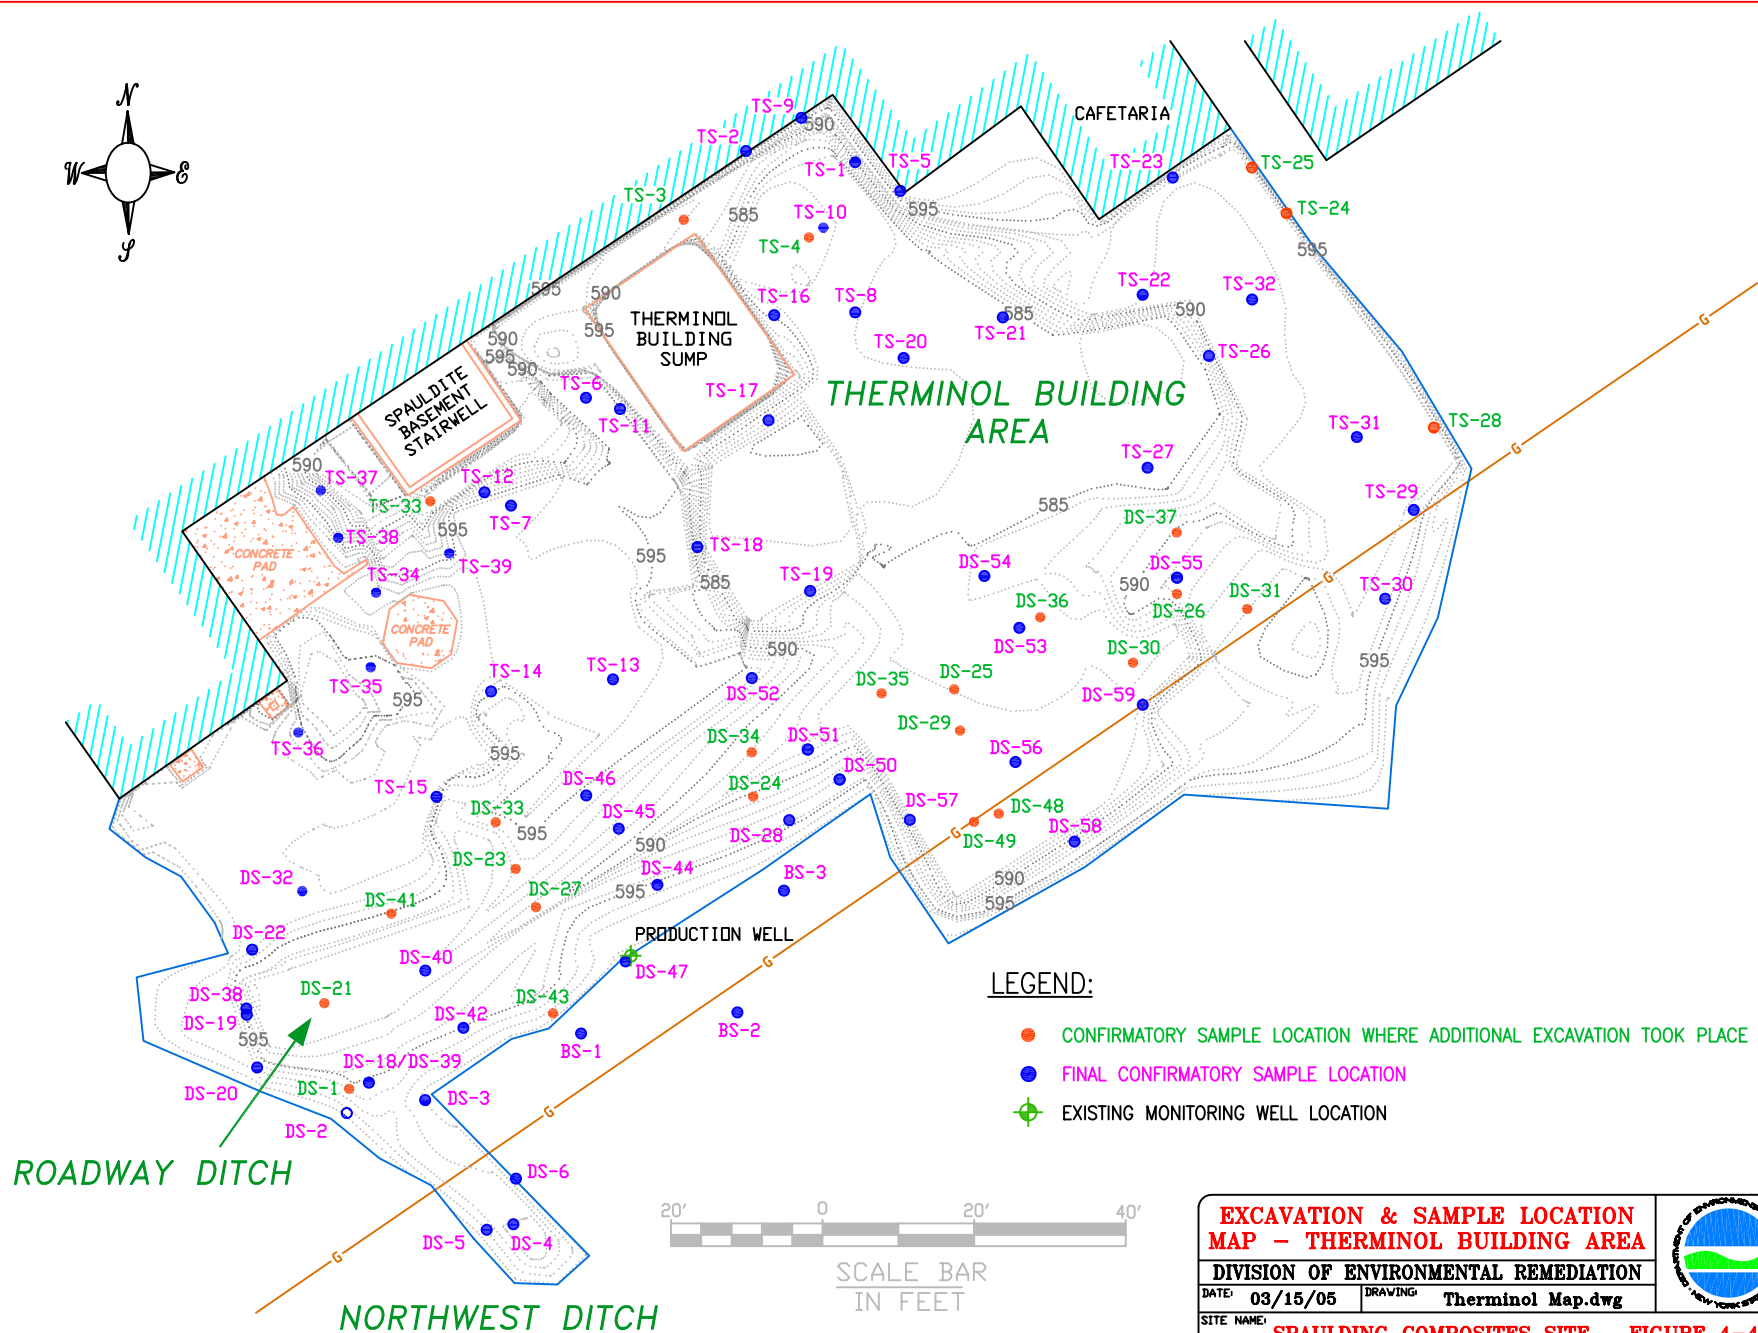 N
W
E
S
CAFETARIA
TS-9
590
TS-2
TS-1
TS-5
TS-23
TS-25
TS-3
585
TS-10
595
TS-24
TS-4
595
595
590
TS-16
TS-8
TS-22
TS-32
585
590
THERMINOL
BUILDING
SUMP
595
TS-21
590
595
590
TS-20
TS-26
SPAULDITE
BASEMENT
STAIRWELL
TS-6
TS-11
TS-17
THERMINOL BUILDING
AREA
TS-28
TS-31
590
TS-37
TS-12
TS-33
TS-7
TS-27
TS-29
585
DS-37
595
TS-38
TS-39
CONCRETE
PAD
TS-34
595
TS-18
585
TS-19
DS-54
DS-55
590
DS-26
DS-31
TS-30
DS-36
DS-53
CONCRETE
PAD
590
DS-30
595
TS-35
595
TS-14
TS-13
DS-52
DS-35
DS-25
DS-59
TS-36
DS-29
DS-34
DS-51
595
DS-56
TS-15
DS-46
DS-24
DS-50
DS-33
595
DS-45
DS-28
DS-57
DS-48
DS-49
DS-58
590
DS-23
DS-44
BS-3
590
595
DS-32
DS-41
DS-27
595
DS-22
PRODUCTION WELL
DS-40
DS-47
DS-38
DS-19
DS-21
DS-43
DS-42
BS-2
595
BS-1
DS-18/DS-39
DS-20
DS-1
DS-3
DS-2
ROADWAY DITCH
DS-6
DS-5
DS-4
NORTHWEST DITCH
G
G
G
G
G
G
G
LEGEND:
CONFIRMATORY SAMPLE LOCATION WHERE ADDITIONAL EXCAVATION TOOK PLACE
FINAL CONFIRMATORY SAMPLE LOCATION
EXISTING MONITORING WELL LOCATION
20' 0 20' 40'
SCALE BAR
IN FEET
EXCAVATION & SAMPLE LOCATION
MAP - THERMINOL BUILDING AREA
DIVISION OF ENVIRONMENTAL REMEDIATION
DATE: 03/15/05 DRAWING: Therminol Map.dwg
SITE NAME: SPAULDING COMPOSITES SITE FIGURE 4-4